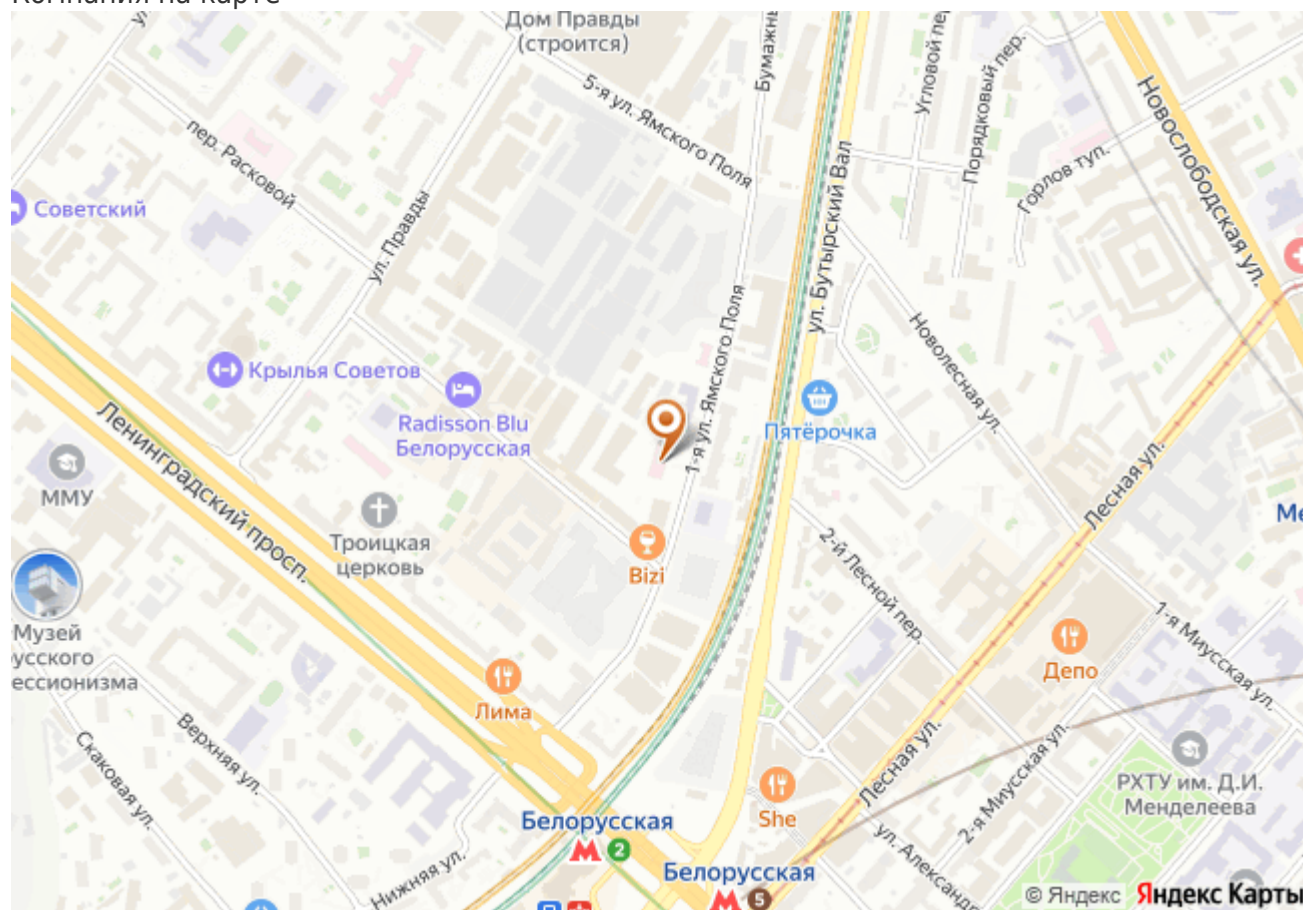 Компания на карте
Дом Правды
(строится)
Бумажн
Угловой пер
Порядковый пер.
Новослободская ул.
5-я ул. Ямского Поля
пер. Расковой
Горлов туп.
Советский
ул. Правды
ул. Бутырский Вал
1-я ул. Ямского Поля
Новолесная ул.
Крылья Советов
Radisson Blu
Белорусская
Пятёрочка
Ленинградский просп.
ММУ
Лесная ул.
Ме
Троицкая
церковь
Bizi
2-й Лесной пер.
1-я Миусская ул.
Музей
усского
ессионизма
Депо
Лима
Верхняя ул.
Скаковая ул.
Лесная ул.
2-я Миусская ул.
РХТУ им. Д.И.
Менделеева
She
Белорусская
М 2
ул. Александ
Нижняя ул.
Белорусская
М 5
© Яндекс Яндекс Карты